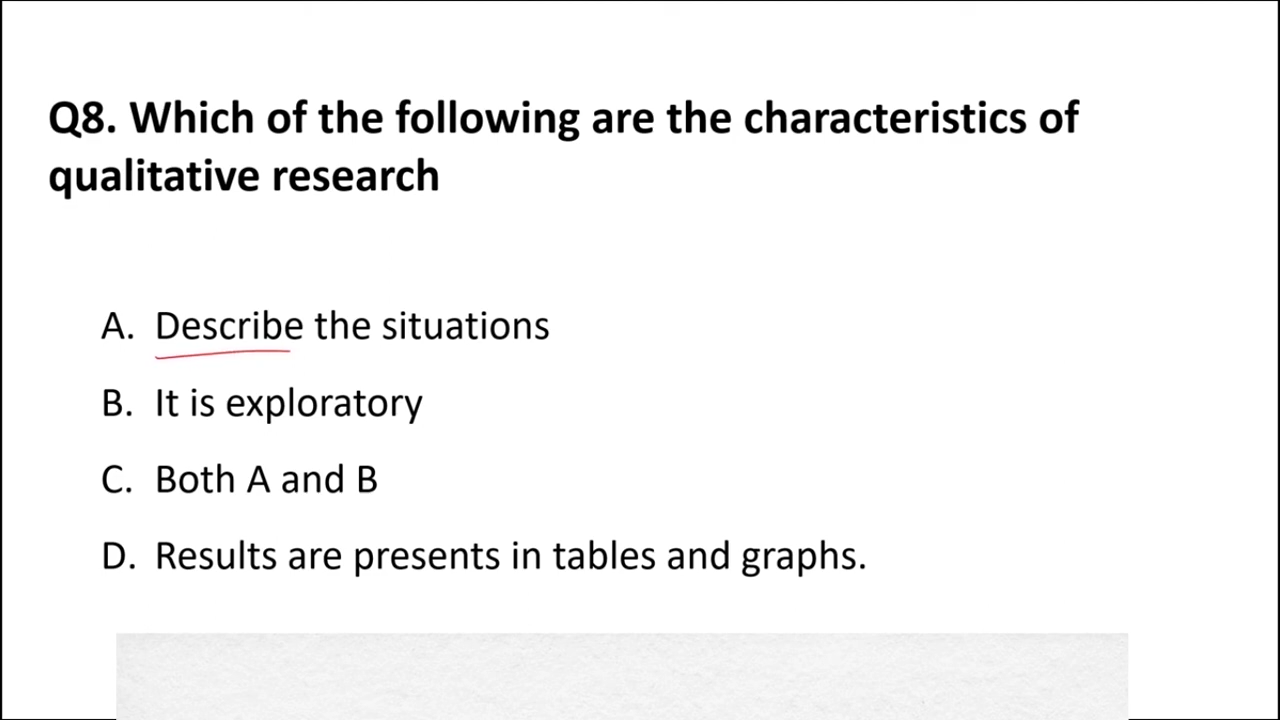 Q8. Which of the following are the characteristics of
qualitative research
A. Describe the situations
B. It is exploratory
C. Both A and B
D. Results are presents in tables and graphs.